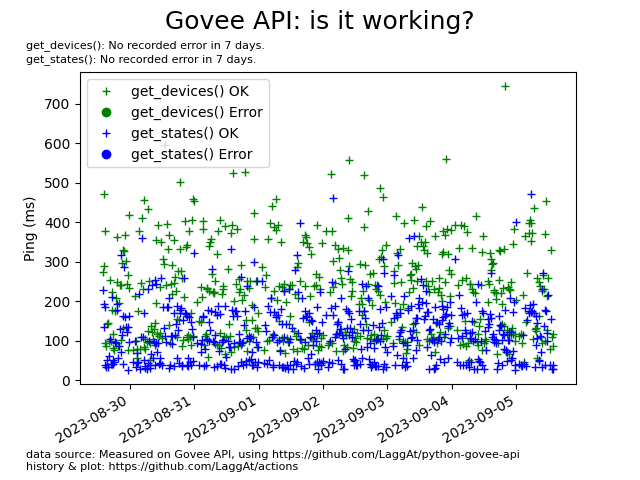 Govee API: is it working?
get_devices(): No recorded error in 7 days.
get_states(): No recorded error in 7 days.
get_devices() OK
get_devices() Error
get_states() OK
get_states() Error
Ping (ms)
700
600
500
400
300
200
100
0
2023-08-30
2023-08-31
2023-09-01
2023-09-02
2023-09-03
2023-09-04
2023-09-05
data source: Measured on Govee API, using https://github.com/LaggAt/python-govee-api
history & plot: https://github.com/LaggAt/actions